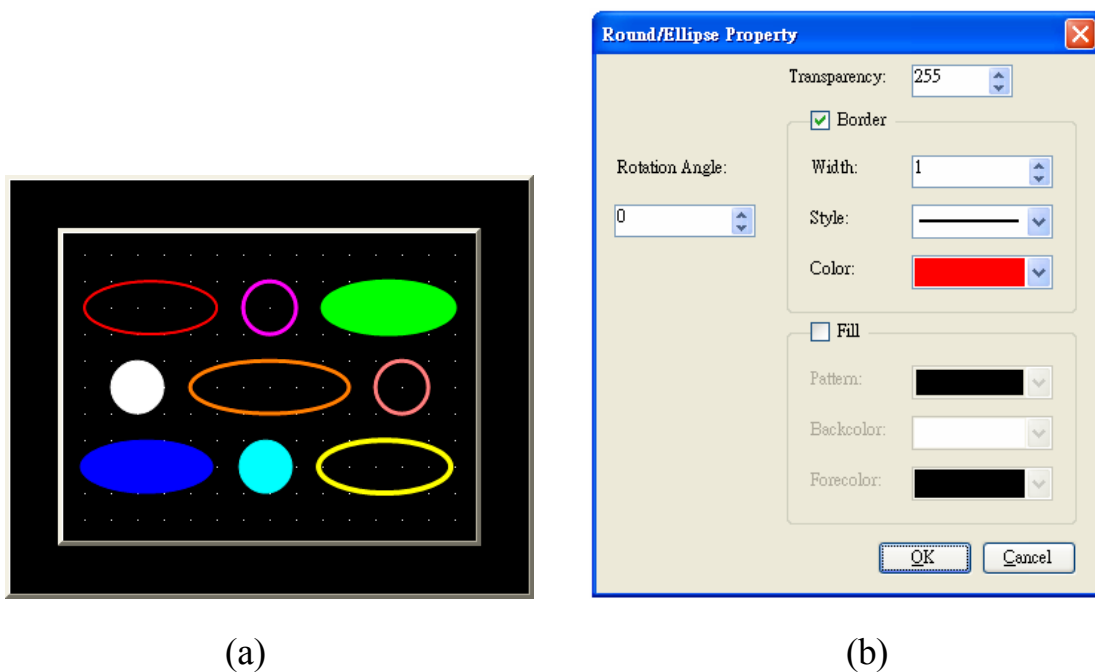 Round/Ellipse Property
Transparency: 255
Border
Rotation Angle:
Width: 1
0
Style:
Color:
Fill
Pattern:
Backcolor:
Forecolor:
OK Cancel
(a) (b)